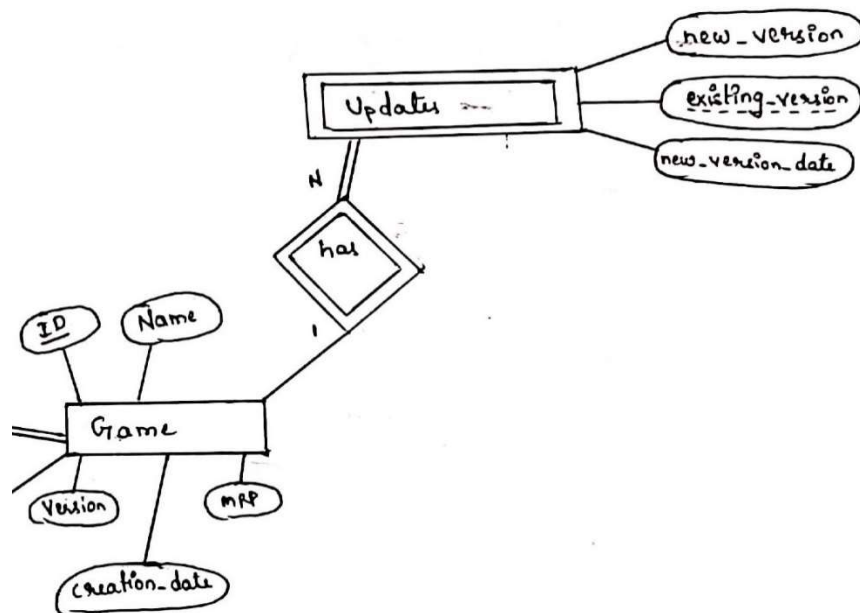 new_version
Updates
existing_version
new_version_date
N
has
1
ID
Name
Game
Version
MRP
creation_date